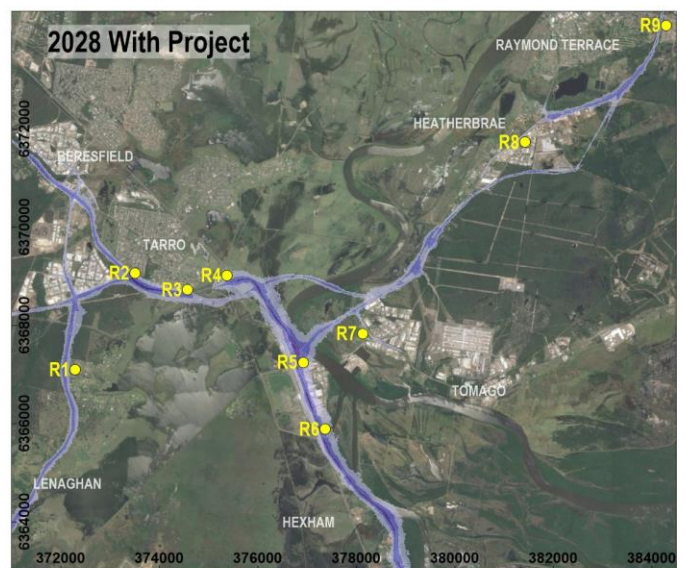 2028 With Project
R9
RAYMOND TERRACE
HEATHERBRAE
R8
BERESFIELD
TARRO
R2
R3
R4
R7
R5
R1
TOMAGO
R6
LENAGHAN
HEXHAM
6372000
6370000
6368000
6366000
6364000
372000 374000 376000 378000 380000 382000 384000